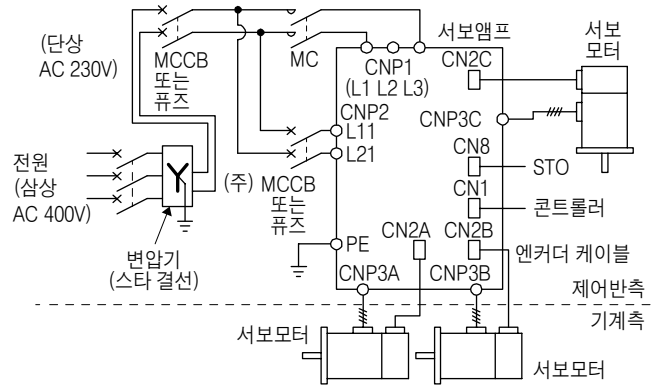 (단상
AC 230V)
MCCB
또는
퓨즈
MC
서보앰프
CN2C
서보
모터
CNP1
(L1 L2 L3)
CNP2
L11
L21
CNP3C
CN8
STO
CN1
콘트롤러
전원
(삼상
AC 400V)
(주)
MCCB
또는
퓨즈
CN2A
CN2B
엔커더 케이블
PE
변압기
(스타 결선)
CNP3A
CNP3B
제어반측
기계측
서보모터
서보모터